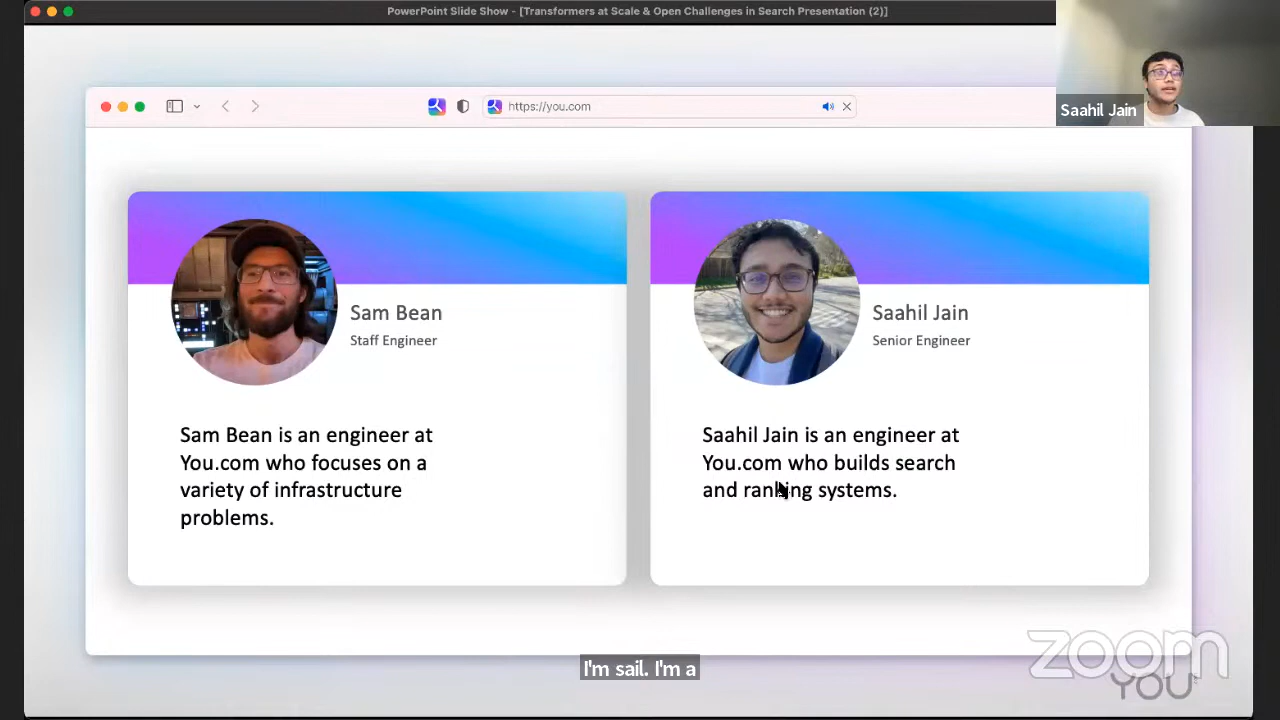 PowerPoint Slide Show - [Transformers at Scale & Open Challenges in Search Presentation (2)]
Saahil Jain
https://you.com
Sam Bean
Staff Engineer
Sam Bean is an engineer at
You.com who focuses on a
variety of infrastructure
problems.
Saahil Jain
Senior Engineer
Saahil Jain is an engineer at
You.com who builds search
and ranking systems.
I'm sail. I'm a
zoom
YOU